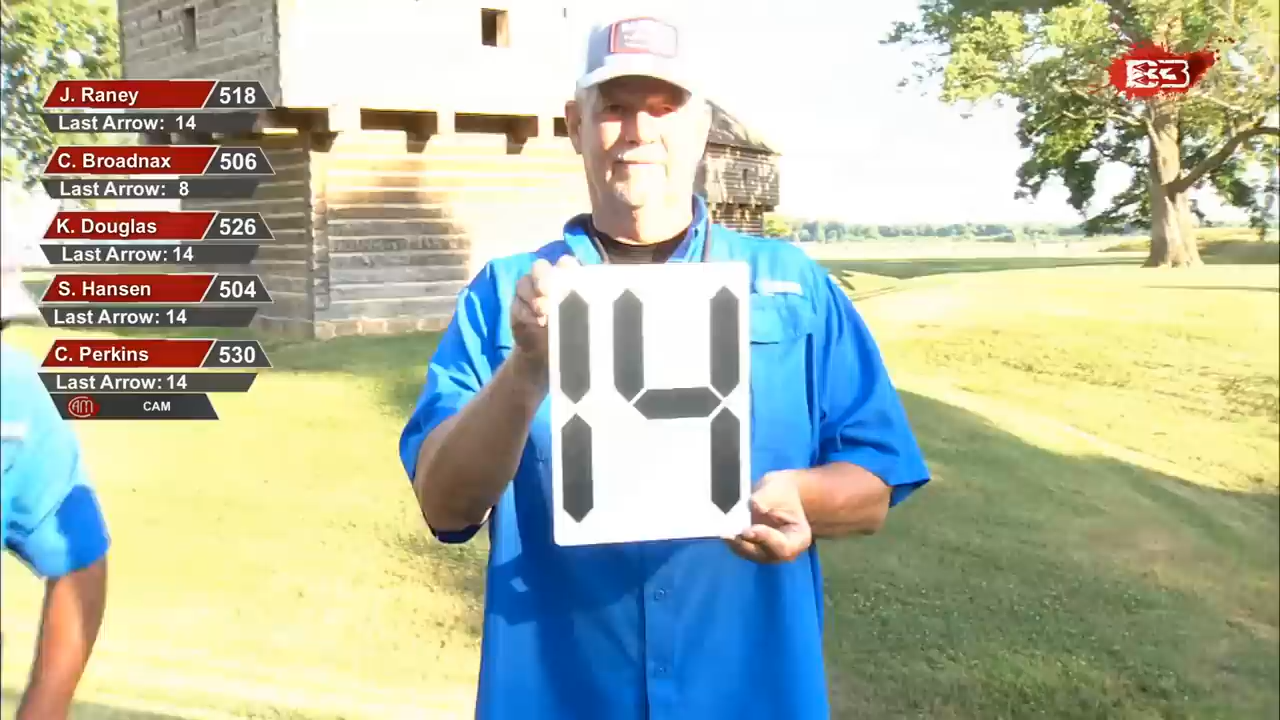 J. Raney 518
Last Arrow: 14
C. Broadnax 506
Last Arrow: 8
K. Douglas 526
Last Arrow: 14
S. Hansen 504
Last Arrow: 14
C. Perkins 530
Last Arrow: 14
AM CAM
14